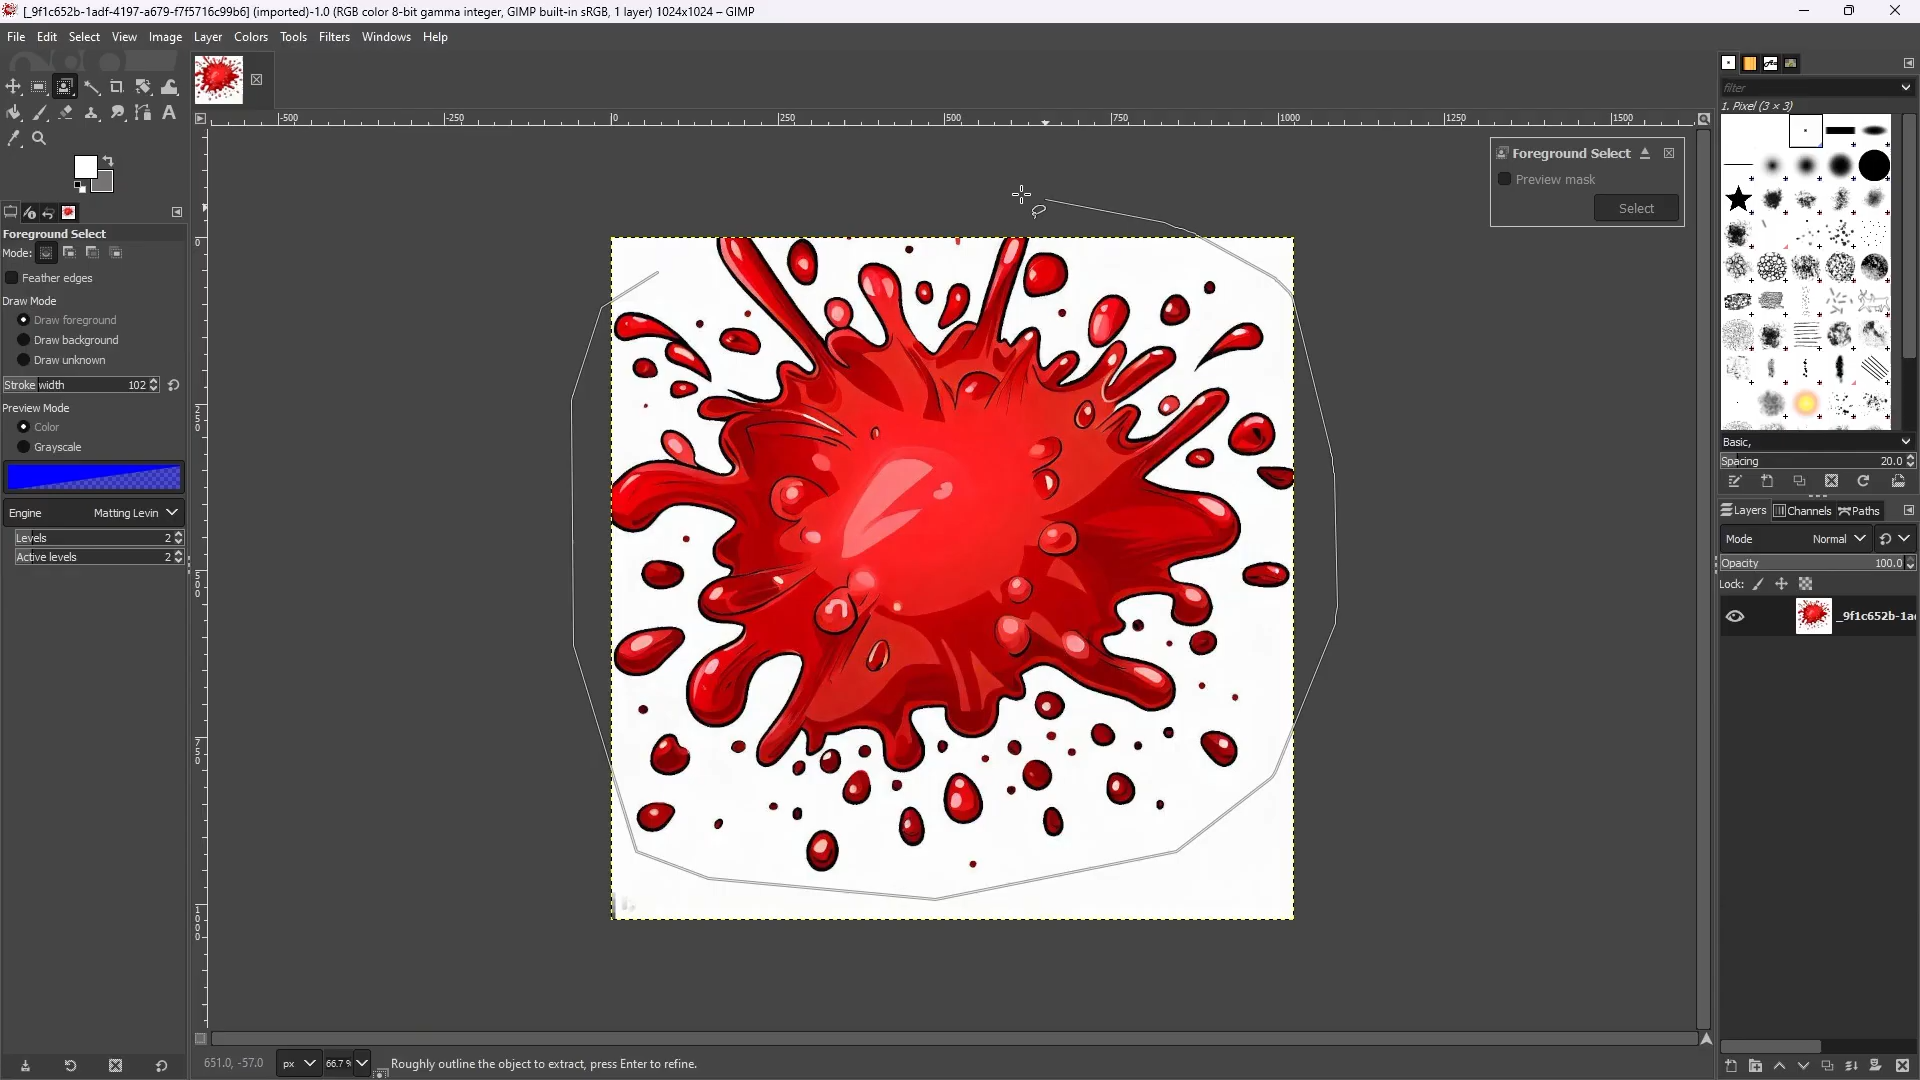 [_9f1c652b-1adf-4197-a679-f7f5716c99b6] (imported)-1.0 (RGB color 8-bit gamma integer, GIMP built-in sRGB, 1 layer) 1024x1024 – GIMP
File Edit Select View Image Layer Colors Tools Filters Windows Help
filter
1. Pixel (3 × 3)
-500 -250 0 250 500 750 1000 1250 1500
Foreground Select
Preview mask
Select
Foreground Select
Mode:
Feather edges
Draw Mode
Draw foreground
Draw background
Draw unknown
Stroke width 102
Preview Mode
Color
Grayscale
Engine Matting Levin
Levels 2
Active levels 2
0
250
500
750
1000
Basic,
Spacing 20.0
Layers Channels Paths
Mode Normal
Opacity 100.0
Lock:
_9f1c652b-1a
651.0, -57.0 px 66.7 % Roughly outline the object to extract, press Enter to refine.